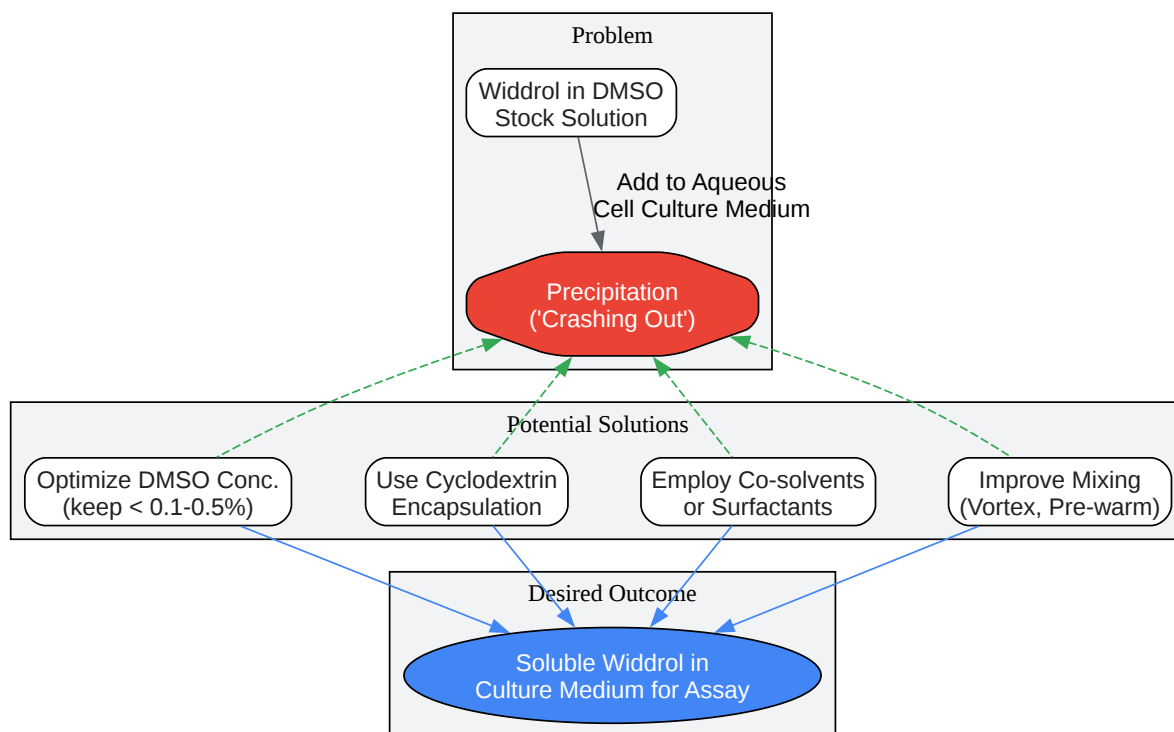 Problem
Widdrol in DMSO
Stock Solution
Add to Aqueous
Cell Culture Medium
Precipitation
('Crashing Out')
Potential Solutions
Optimize DMSO Conc.
(keep < 0.1-0.5%)
Use Cyclodextrin
Encapsulation
Employ Co-solvents
or Surfactants
Improve Mixing
(Vortex, Pre-warm)
Desired Outcome
Soluble Widdrol in
Culture Medium for Assay